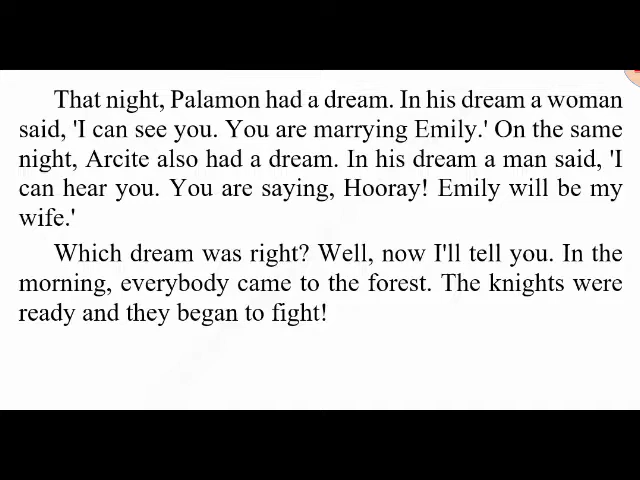 That night, Palamon had a dream. In his dream a woman
said, 'I can see you. You are marrying Emily.' On the same
night, Arcite also had a dream. In his dream a man said, 'I
can hear you. You are saying, Hooray! Emily will be my
wife.'
Which dream was right? Well, now I'll tell you. In the
morning, everybody came to the forest. The knights were
ready and they began to fight!